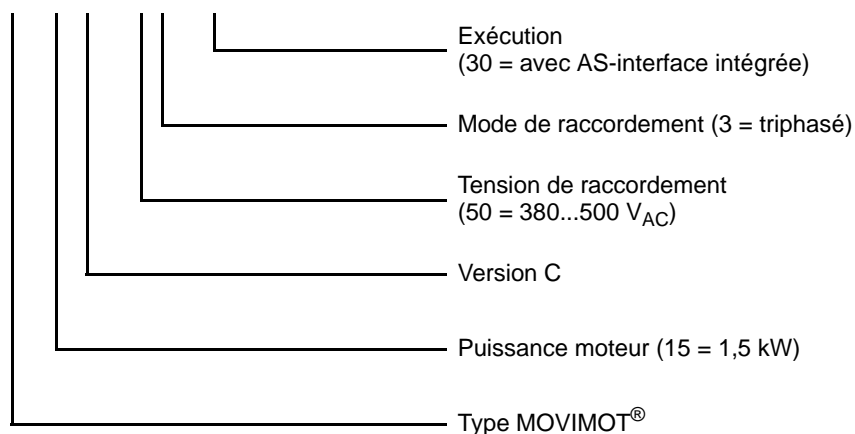 Exécution
(30 = avec AS-interface intégrée)
Mode de raccordement (3 = triphasé)
Tension de raccordement
(50 = 380...500 VAC)
Version C
Puissance moteur (15 = 1,5 kW)
Type MOVIMOT®